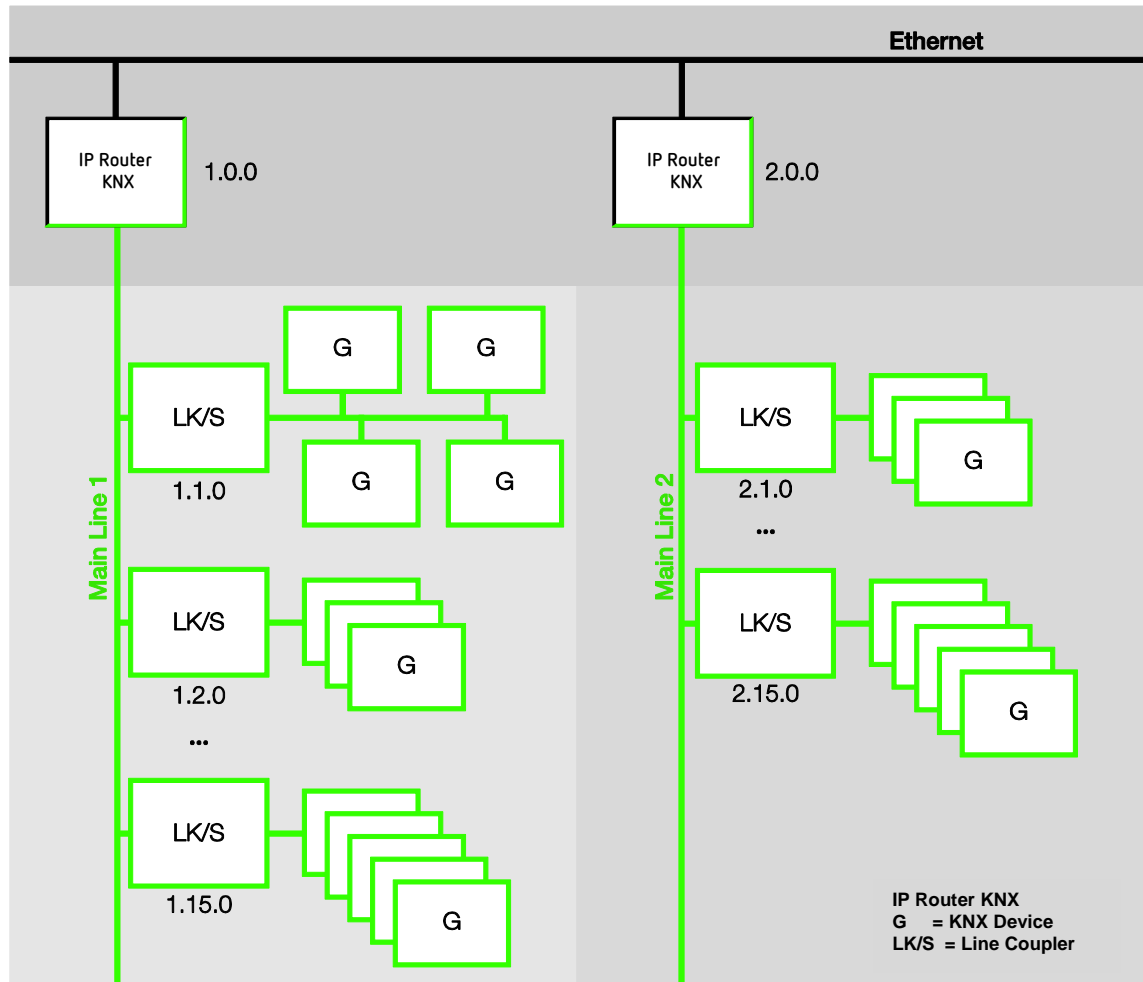 Ethernet
IP Router
KNX
1.0.0
IP Router
KNX
2.0.0
Main Line 1
G
G
LK/S
G
G
1.1.0
LK/S
G
1.2.0
...
LK/S
G
1.15.0
Main Line 2
LK/S
G
2.1.0
...
LK/S
G
2.15.0
IP Router KNX
G = KNX Device
LK/S = Line Coupler